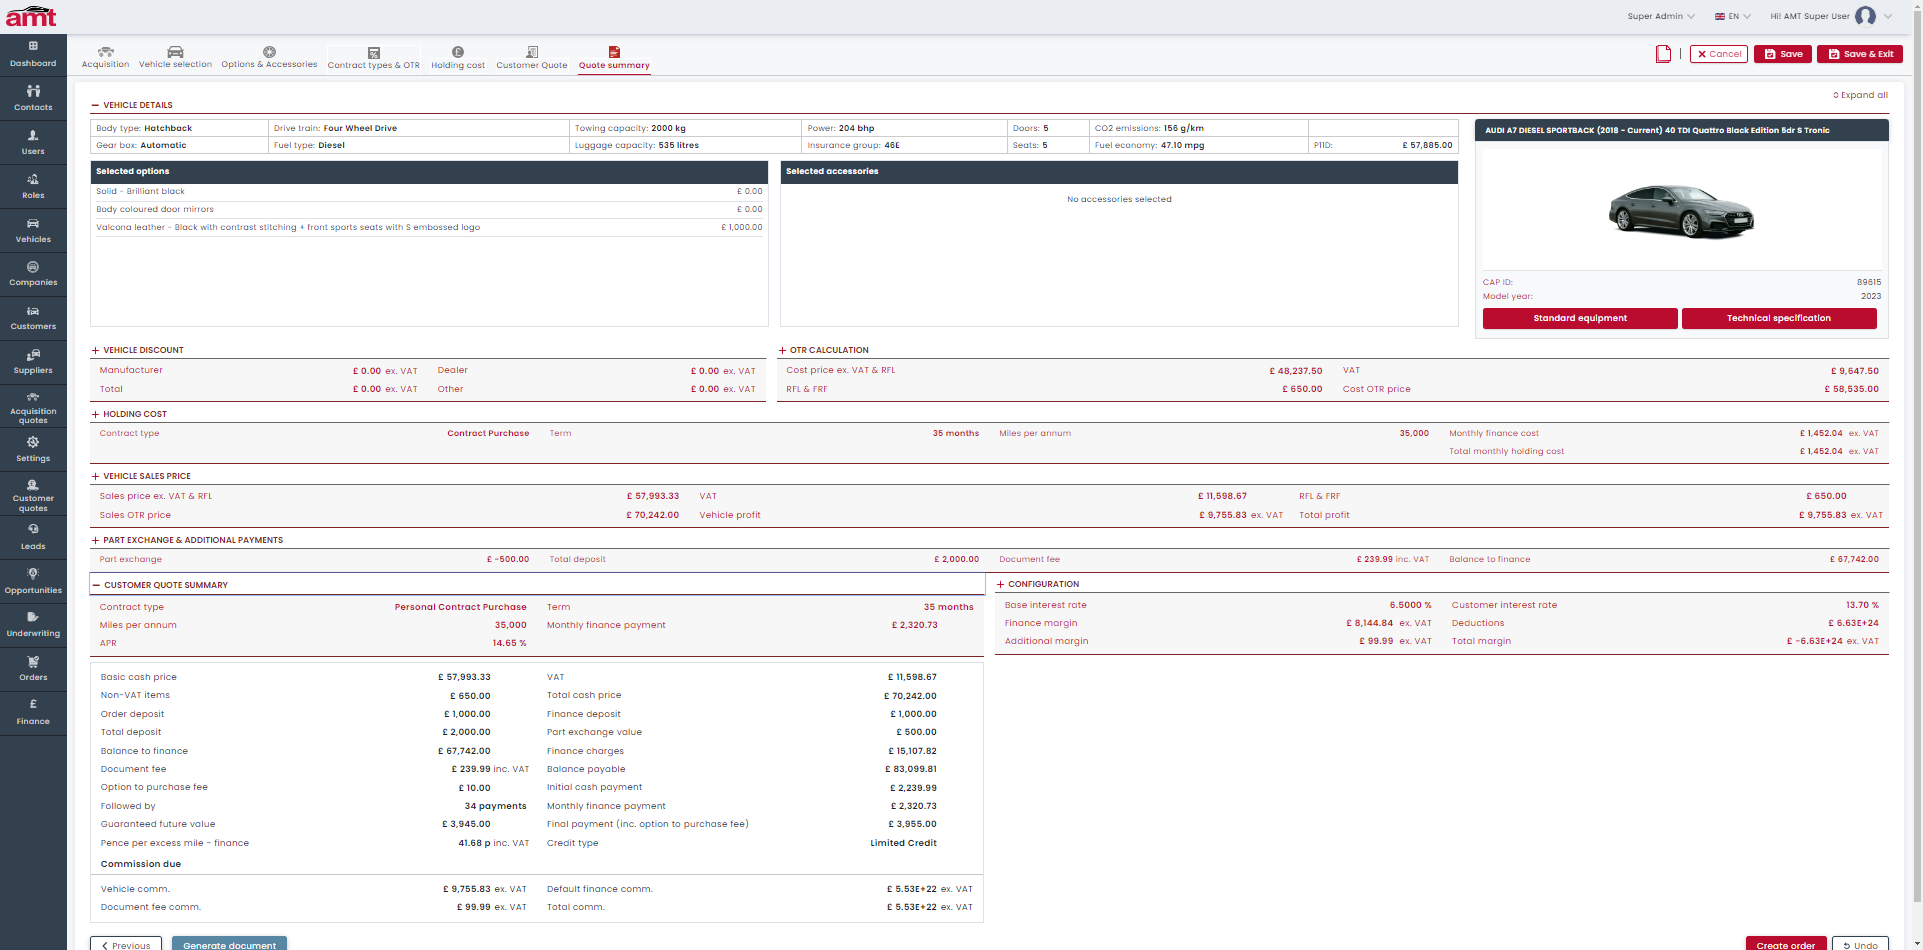 amt
Super Admin
EN
Hi! AMT Super User
Dashboard
Contacts
Users
Roles
Vehicles
Companies
Customers
Suppliers
Acquisition
quotes
Settings
Customer
quotes
Leads
Opportunities
Underwriting
Orders
Finance
Acquisition
Vehicle selection
Options & Accessories
Contract types & OTR
Holding cost
Customer Quote
Quote summary
Cancel
Save
Save & Exit
Expand all
VEHICLE DETAILS
Body type: Hatchback
Drive train: Four Wheel Drive
Towing capacity: 2000 kg
Power: 204 bhp
Doors: 5
CO2 emissions: 156 g/km
Gear box: Automatic
Fuel type: Diesel
Luggage capacity: 535 litres
Insurance group: 46E
Seats: 5
Fuel economy: 47.10 mpg
P11D: £ 57,885.00
Selected options
Solid - Brilliant black £ 0.00
Body coloured door mirrors £ 0.00
Valcona leather - Black with contrast stitching + front sports seats with S embossed logo £ 1,000.00
Selected accessories
No accessories selected
AUDI A7 DIESEL SPORTBACK (2018 - Current) 40 TDI Quattro Black Edition 5dr S Tronic
CAP ID: 89615
Model year: 2023
Standard equipment
Technical specification
VEHICLE DISCOUNT
Manufacturer £ 0.00 ex. VAT Dealer £ 0.00 ex. VAT
Total £ 0.00 ex. VAT Other £ 0.00 ex. VAT
OTR CALCULATION
Cost price ex. VAT & RFL £ 48,237.50 VAT £ 9,647.50
RFL & FRF £ 650.00 Cost OTR price £ 58,535.00
HOLDING COST
Contract type Contract Purchase Term 35 months Miles per annum 35,000 Monthly finance cost £ 1,452.04 ex. VAT
Total monthly holding cost £ 1,452.04 ex. VAT
VEHICLE SALES PRICE
Sales price ex. VAT & RFL £ 57,993.33 VAT £ 11,598.67 RFL & FRF £ 650.00
Sales OTR price £ 70,242.00 Vehicle profit £ 9,755.83 ex. VAT Total profit £ 9,755.83 ex. VAT
PART EXCHANGE & ADDITIONAL PAYMENTS
Part exchange £ -500.00 Total deposit £ 2,000.00 Document fee £ 239.99 inc. VAT Balance to finance £ 67,742.00
CUSTOMER QUOTE SUMMARY
Contract type Personal Contract Purchase Term 35 months
Miles per annum 35,000 Monthly finance payment £ 2,320.73
APR 14.65 %
CONFIGURATION
Base interest rate 6.5000 % Customer interest rate 13.70 %
Finance margin £ 8,144.84 ex. VAT Deductions £ 6.63E+24
Additional margin £ 99.99 ex. VAT Total margin £ -6.63E+24 ex. VAT
Basic cash price £ 57,993.33 VAT £ 11,598.67
Non-VAT items £ 650.00 Total cash price £ 70,242.00
Order deposit £ 1,000.00 Finance deposit £ 1,000.00
Total deposit £ 2,000.00 Part exchange value £ 500.00
Balance to finance £ 67,742.00 Finance charges £ 15,107.82
Document fee £ 239.99 inc. VAT Balance payable £ 83,099.81
Option to purchase fee £ 10.00 Initial cash payment £ 2,239.99
Followed by 34 payments Monthly finance payment £ 2,320.73
Guaranteed future value £ 3,945.00 Final payment (inc. option to purchase fee) £ 3,955.00
Pence per excess mile - finance 41.68 p inc. VAT Credit type Limited Credit
Commission due
Vehicle comm. £ 9,755.83 ex. VAT Default finance comm. £ 5.53E+22 ex. VAT
Document fee comm. £ 99.99 ex. VAT Total comm. £ 5.53E+22 ex. VAT
Previous
Generate document
Create order
Undo